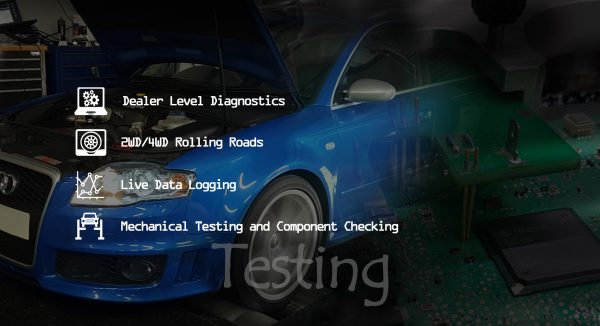 Dealer Level Diagnostics
2WD/4WD Rolling Roads
Live Data Logging
Mechanical Testing and Component Checking
Testing